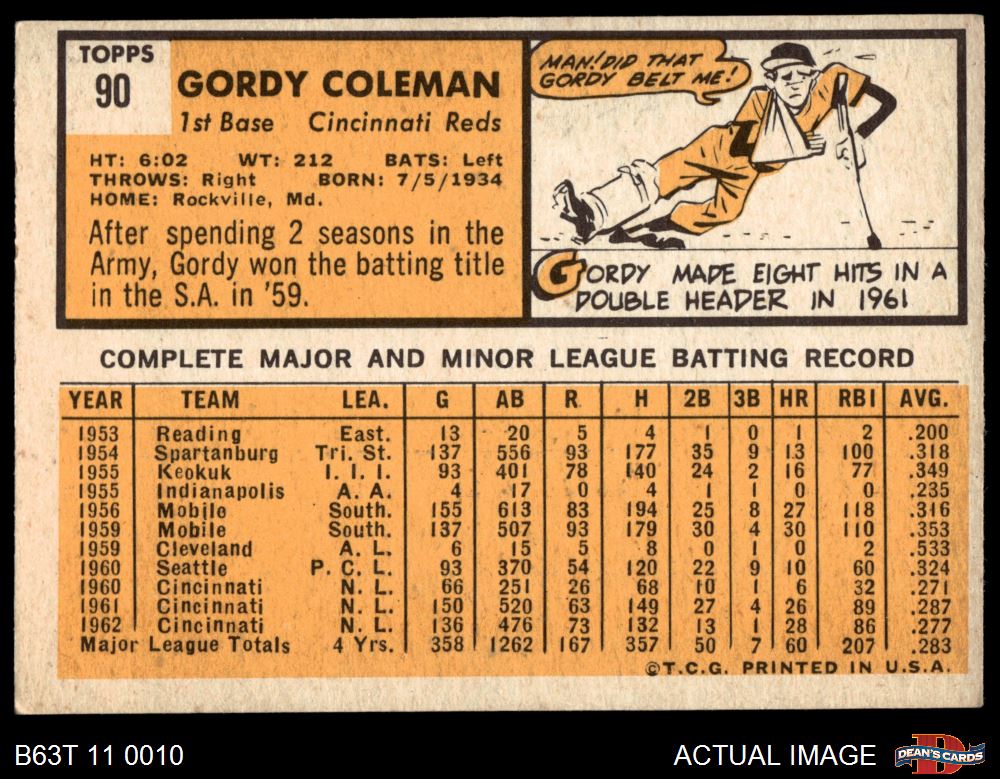 TOPPS
90
GORDY COLEMAN
1st Base Cincinnati Reds
HT: 6:02 WT: 212 BATS: Left
THROWS: Right BORN: 7/5/1934
HOME: Rockville, Md.
After spending 2 seasons in the
Army, Gordy won the batting title
in the S.A. in '59.
MAN! DID THAT
GORDY BELT ME!
GORDY MADE EIGHT HITS IN A
DOUBLE HEADER IN 1961
COMPLETE MAJOR AND MINOR LEAGUE BATTING RECORD
YEAR TEAM LEA. G AB R H 2B 3B HR RBI AVG.
1953 Reading East. 13 20 5 4 1 0 1 2 .200
1954 Spartanburg Tri. St. 137 556 93 177 35 9 13 100 .318
1955 Keokuk I. I. I. 93 401 78 140 24 2 16 77 .349
1955 Indianapolis A. A. 4 17 0 4 1 1 0 0 .235
1956 Mobile South. 155 613 83 194 25 8 27 118 .316
1959 Mobile South. 137 507 93 179 30 4 30 110 .353
1959 Cleveland A. L. 6 15 5 8 0 1 0 2 .533
1960 Seattle P. C. L. 93 370 54 120 22 9 10 60 .324
1960 Cincinnati N. L. 66 251 26 68 10 1 6 32 .271
1961 Cincinnati N. L. 150 520 63 149 27 4 26 89 .287
1962 Cincinnati N. L. 136 476 73 132 13 1 28 86 .277
Major League Totals 4 Yrs. 358 1262 167 357 50 7 60 207 .283
©T.C.G. PRINTED IN U.S.A.
B63T 11 0010
ACTUAL IMAGE
DEAN'S CARDS